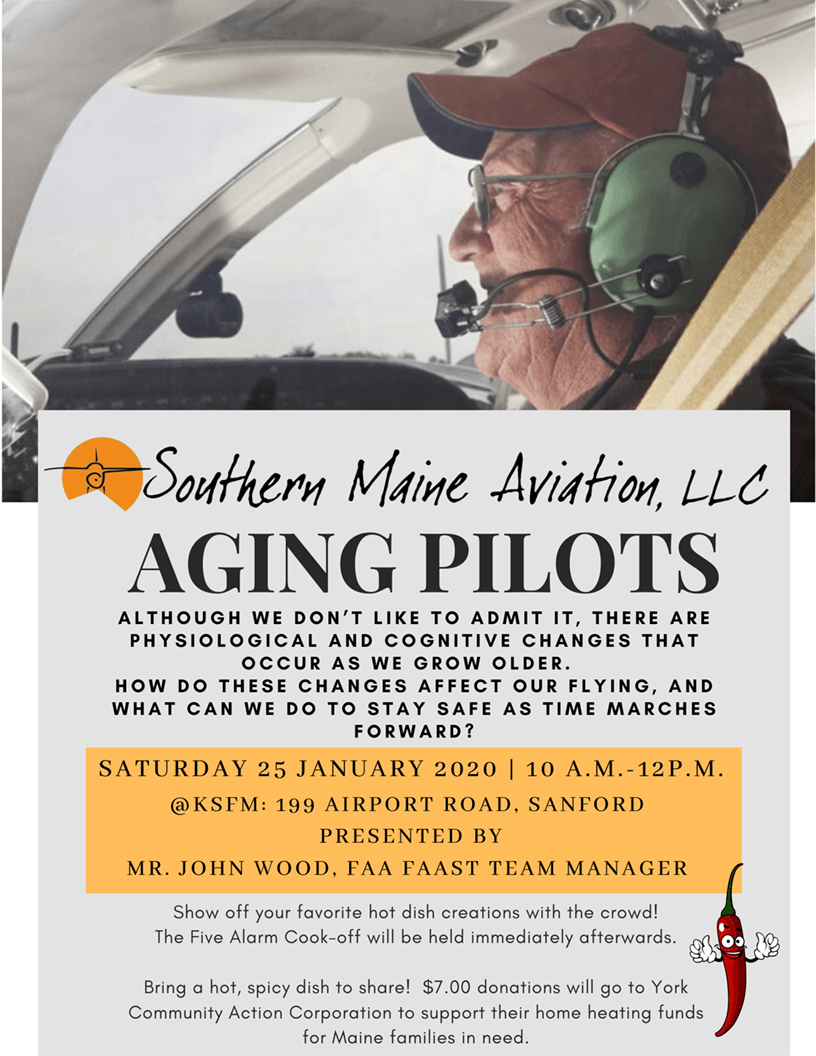 Southern Maine Aviation, LLC
AGING PILOTS
ALTHOUGH WE DON'T LIKE TO ADMIT IT, THERE ARE
PHYSIOLOGICAL AND COGNITIVE CHANGES THAT
OCCUR AS WE GROW OLDER.
HOW DO THESE CHANGES AFFECT OUR FLYING, AND
WHAT CAN WE DO TO STAY SAFE AS TIME MARCHES
FORWARD?
SATURDAY 25 JANUARY 2020 | 10 A.M.-12P.M.
@KSFM: 199 AIRPORT ROAD, SANFORD
PRESENTED BY
MR. JOHN WOOD, FAA FAAST TEAM MANAGER
Show off your favorite hot dish creations with the crowd!
The Five Alarm Cook-off will be held immediately afterwards.
Bring a hot, spicy dish to share! $7.00 donations will go to York
Community Action Corporation to support their home heating funds
for Maine families in need.